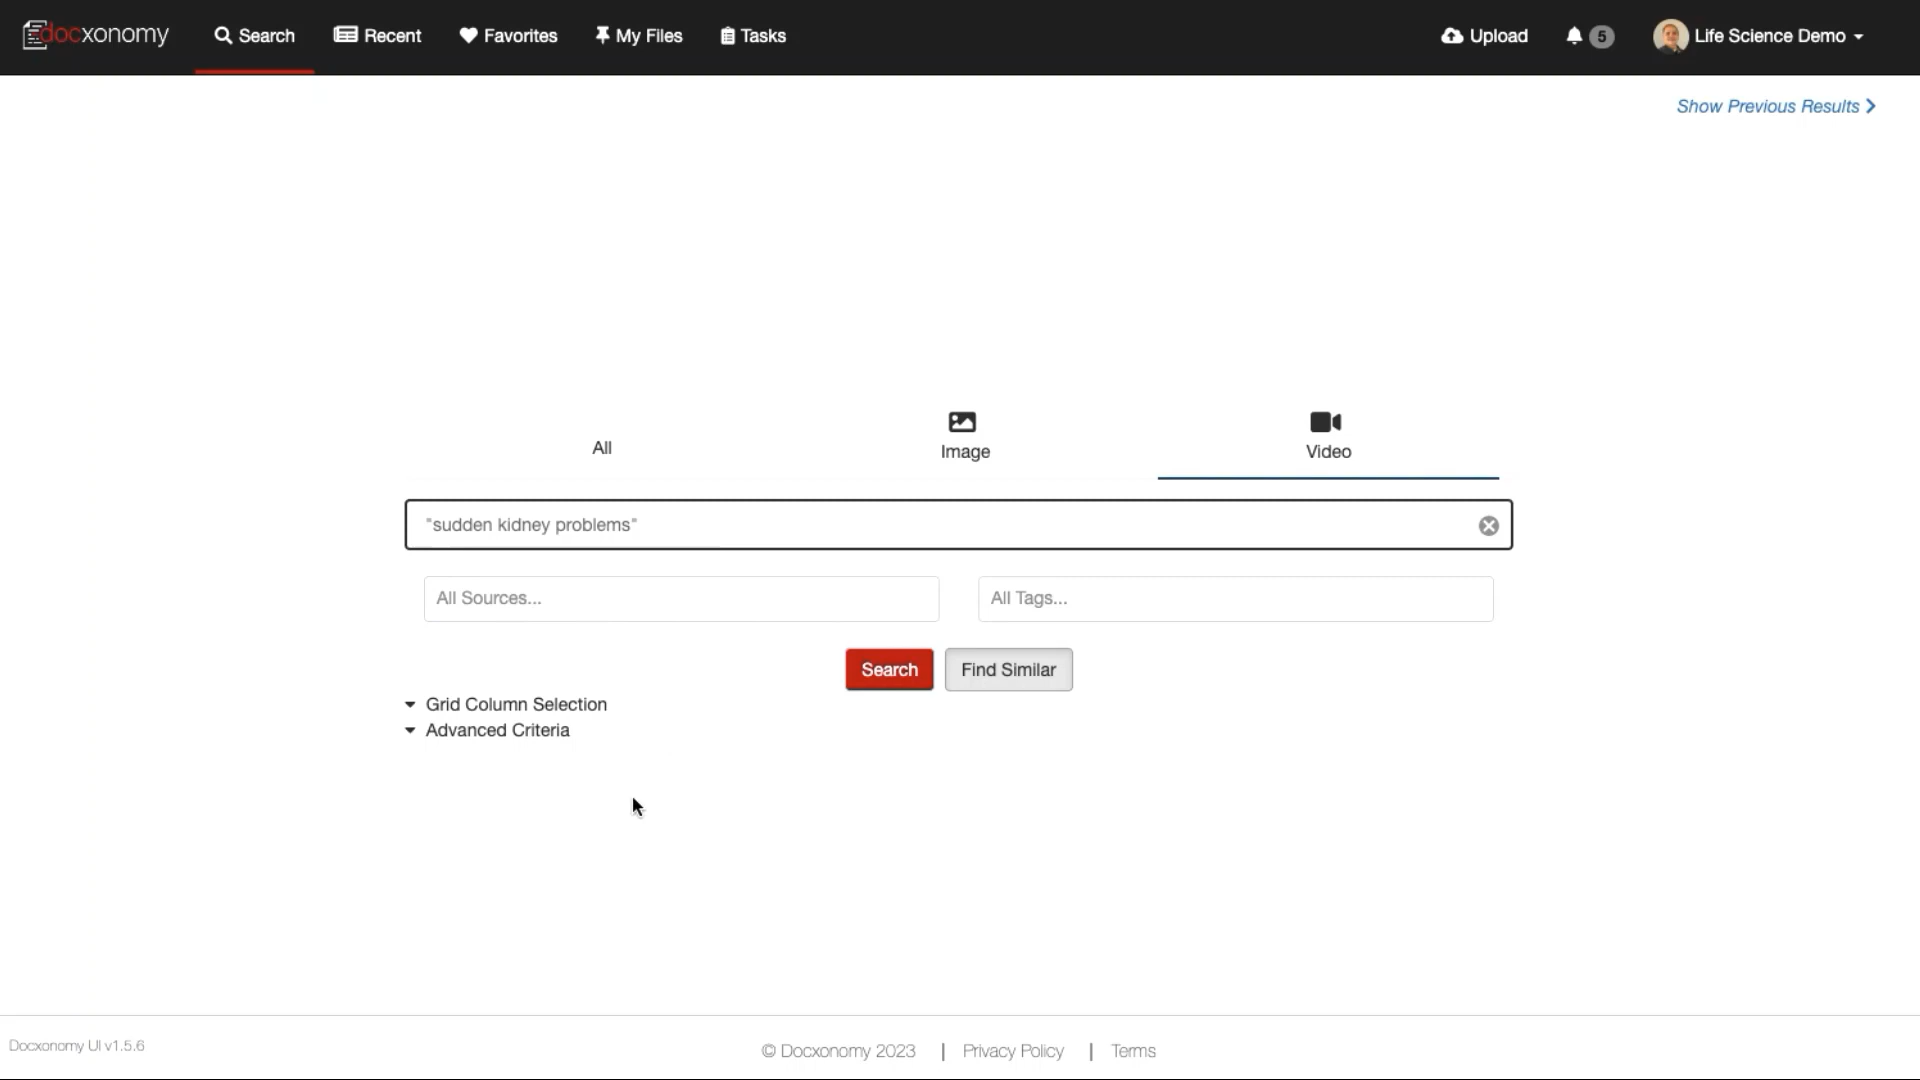 docxonomy
Search
Recent
Favorites
My Files
Tasks
Upload
5
Life Science Demo
Show Previous Results
All
Image
Video
"sudden kidney problems"
All Sources...
All Tags...
Search
Find Similar
Grid Column Selection
Advanced Criteria
Docxonomy UI v1.5.6
© Docxonomy 2023 | Privacy Policy | Terms